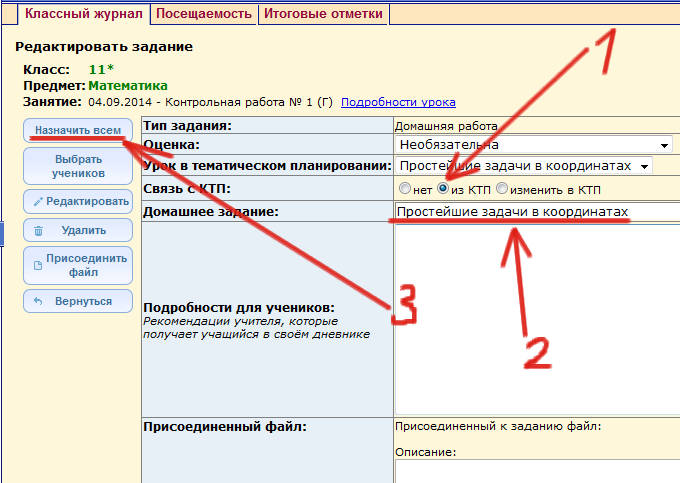 Классный журнал Посещаемость Итоговые отметки
1
Редактировать задание
Класс: 11*
Предмет: Математика
Занятие: 04.09.2014 - Контрольная работа № 1 (Г) Подробности урока
Назначить всем
Выбрать
учеников
Редактировать
Удалить
Присоединить
файл
Вернуться
Тип задания: Домашняя работа
Оценка: Необязательна
Урок в тематическом планировании: Простейшие задачи в координатах
Связь с КТП: нет из КТП изменить в КТП
Домашнее задание: Простейшие задачи в координатах
3
2
Подробности для учеников:
Рекомендации учителя, которые
получает учащийся в своём дневнике
Присоединенный файл: Присоединенный к заданию файл:
Описание: